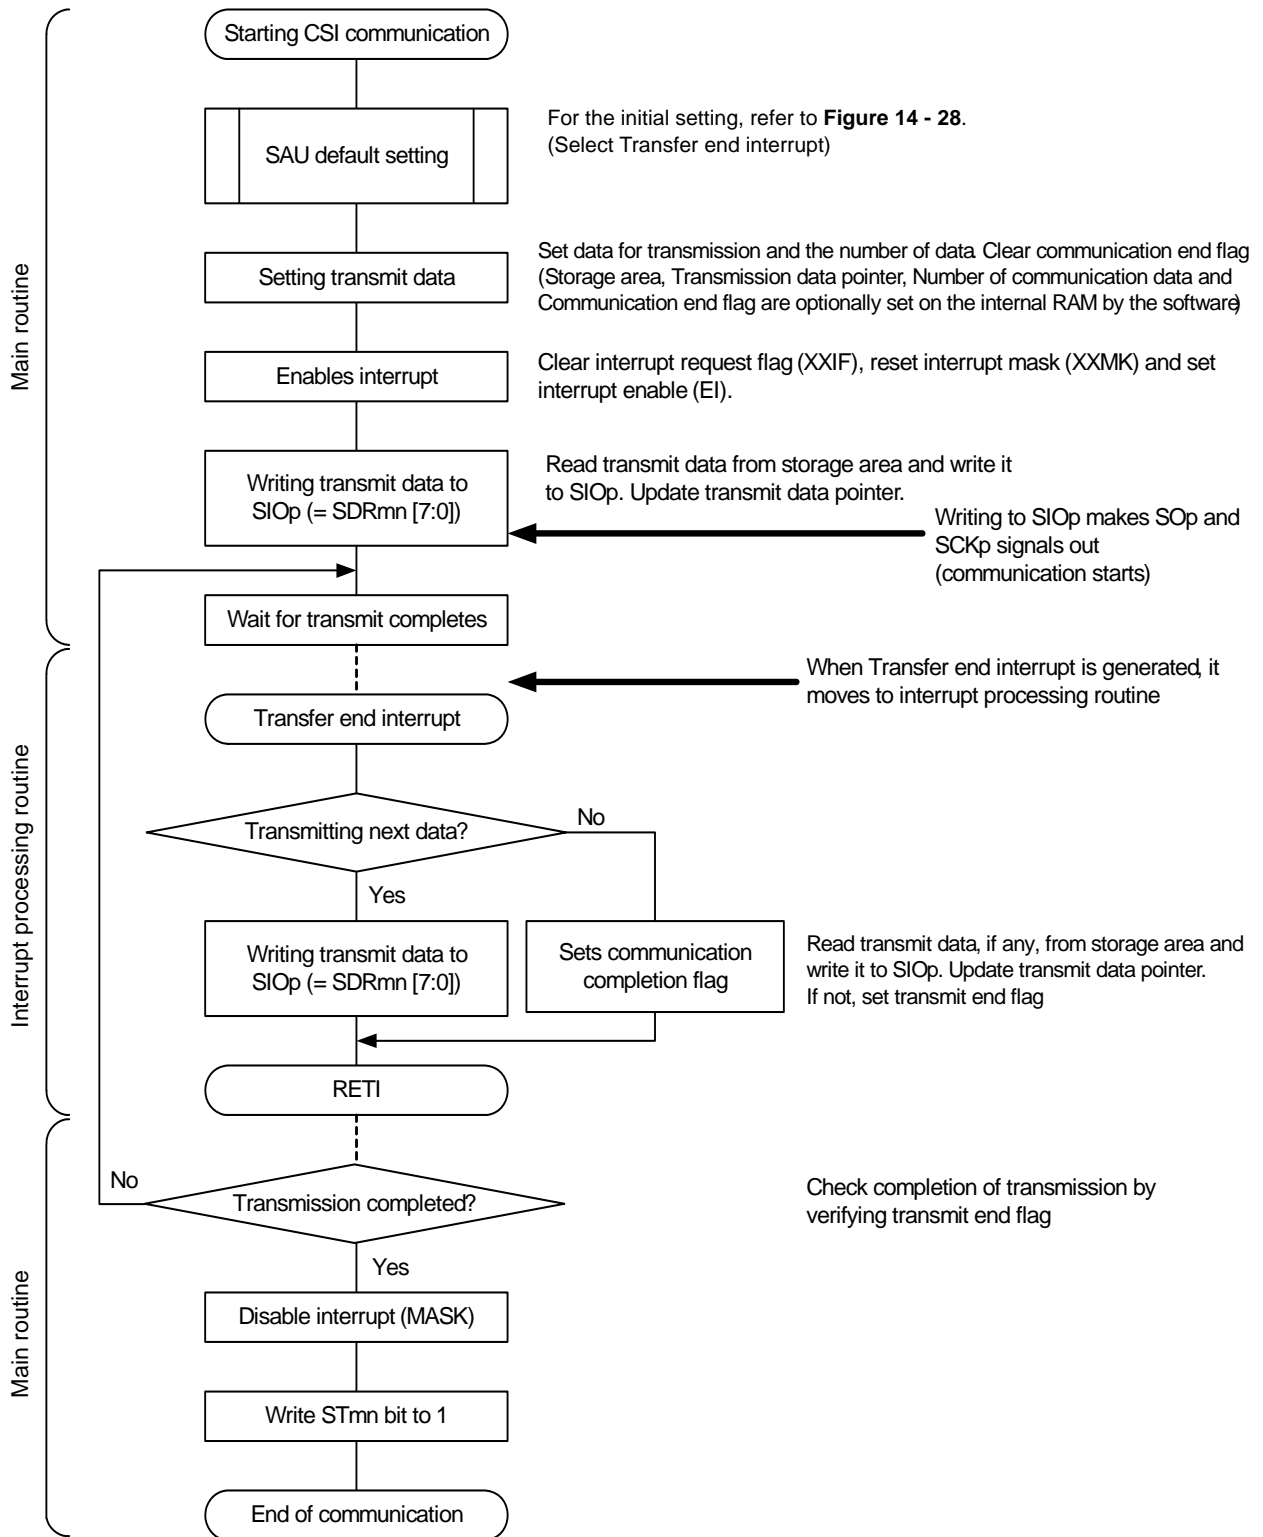 Starting CSI communication
For the initial setting, refer to Figure 14 - 28.
(Select Transfer end interrupt)
SAU default setting
Set data for transmission and the number of data. Clear communication end flag
(Storage area, Transmission data pointer, Number of communication data and
Communication end flag are optionally set on the internal RAM by the software)
Setting transmit data
Main routine
Clear interrupt request flag (XXIF), reset interrupt mask (XXMK) and set
interrupt enable (EI).
Enables interrupt
Writing transmit data to
SIOp (= SDRmn [7:0])
Read transmit data from storage area and write it
to SIOp. Update transmit data pointer.
Writing to SIOp makes SOp and
SCKp signals out
(communication starts)
Wait for transmit completes
When Transfer end interrupt is generated, it
moves to interrupt processing routine
Transfer end interrupt
Interrupt processing routine
Transmitting next data?
No
Yes
Writing transmit data to
SIOp (= SDRmn [7:0])
Sets communication
completion flag
Read transmit data, if any, from storage area and
write it to SIOp. Update transmit data pointer.
If not, set transmit end flag
RETI
No
Transmission completed?
Check completion of transmission by
verifying transmit end flag
Yes
Main routine
Disable interrupt (MASK)
Write STmn bit to 1
End of communication